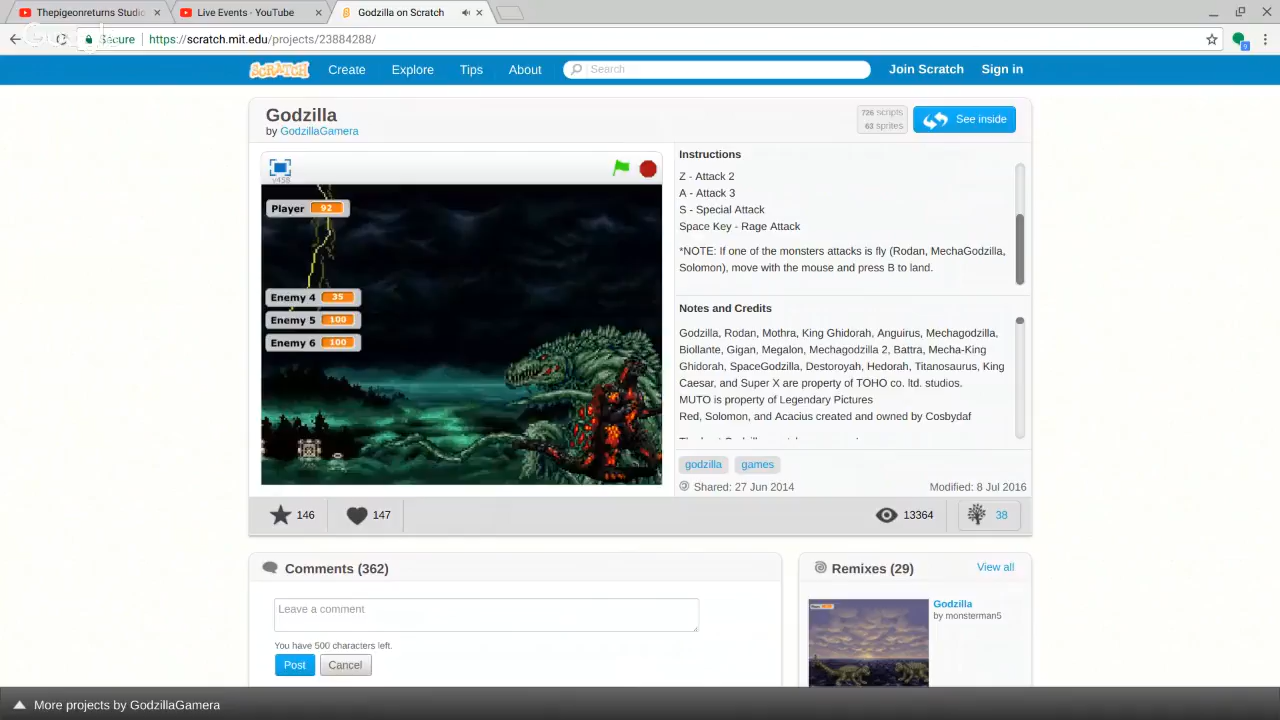 Thepigeonreturns Studio
Live Events - YouTube
Godzilla on Scratch
Secure
https://scratch.mit.edu/projects/23884288/
SCRATCH
Create
Explore
Tips
About
Search
Join Scratch
Sign in
Godzilla
by GodzillaGamera
726 scripts
63 sprites
See inside
v458
Player 92
Enemy 4 35
Enemy 5 100
Enemy 6 100
Instructions
Z - Attack 2
A - Attack 3
S - Special Attack
Space Key - Rage Attack
*NOTE: If one of the monsters attacks is fly (Rodan, MechaGodzilla,
Solomon), move with the mouse and press B to land.
Notes and Credits
Godzilla, Rodan, Mothra, King Ghidorah, Anguirus, Mechagodzilla,
Biollante, Gigan, Megalon, Mechagodzilla 2, Battra, Mecha-King
Ghidorah, SpaceGodzilla, Destoroyah, Hedorah, Titanosaurus, King
Caesar, and Super X are property of TOHO co. ltd. studios.
MUTO is property of Legendary Pictures
Red, Solomon, and Acacius created and owned by Cosbydaf
godzilla
games
Shared: 27 Jun 2014
Modified: 8 Jul 2016
146
147
13364
38
Comments (362)
Leave a comment
You have 500 characters left.
Post
Cancel
Remixes (29)
View all
Godzilla
by monsterman5
More projects by GodzillaGamera